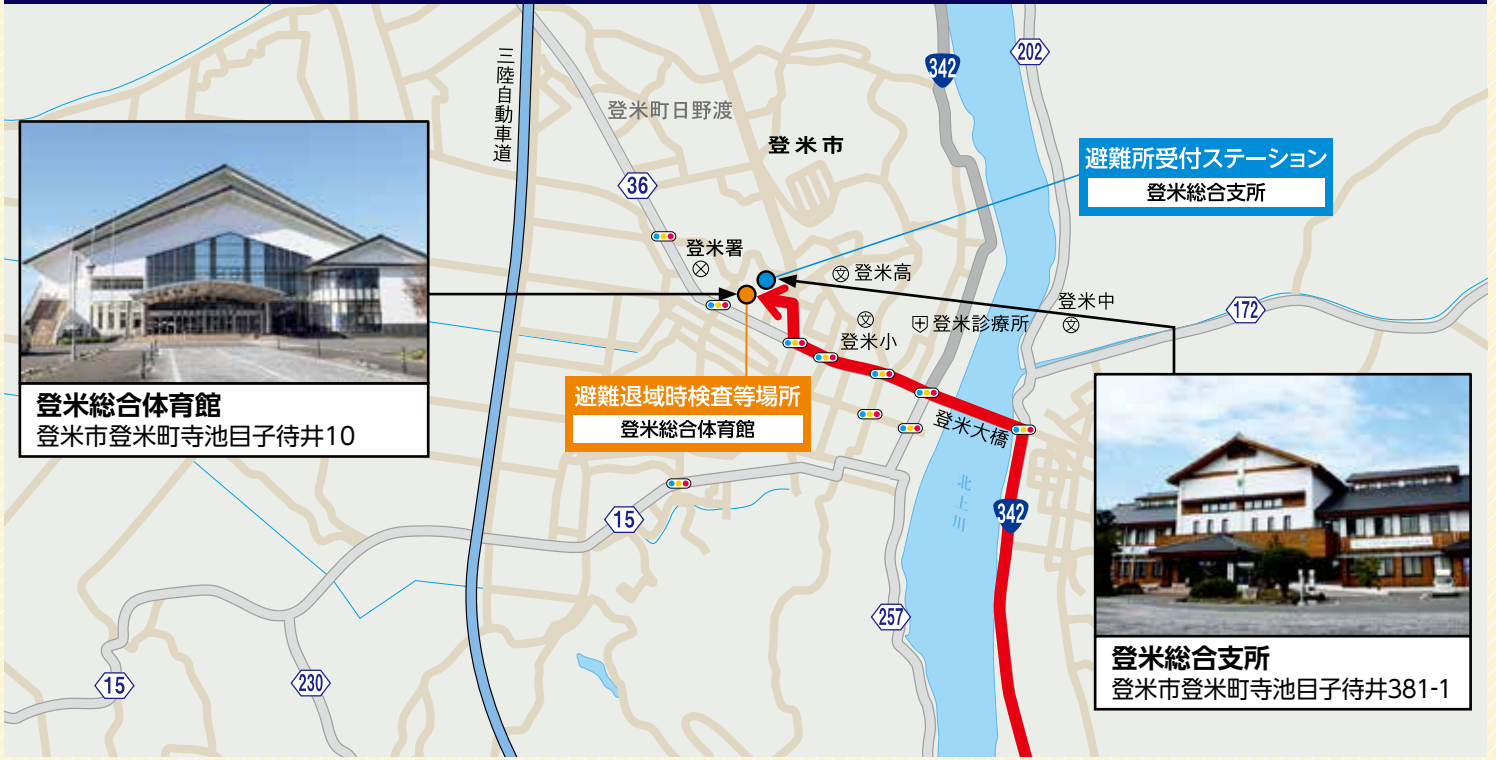 三陸自動車道
342
202
登米町日野渡
登米市
避難所受付ステーション
登米総合支所
36
登米署
登米高
登米中
172
登米小
登米診療所
避難退域時検査等場所
登米総合体育館
登米総合体育館
登米市登米町寺池目子待井10
登米大橋
北上川
342
15
257
登米総合支所
登米市登米町寺池目子待井381-1
15
230
文
文
文